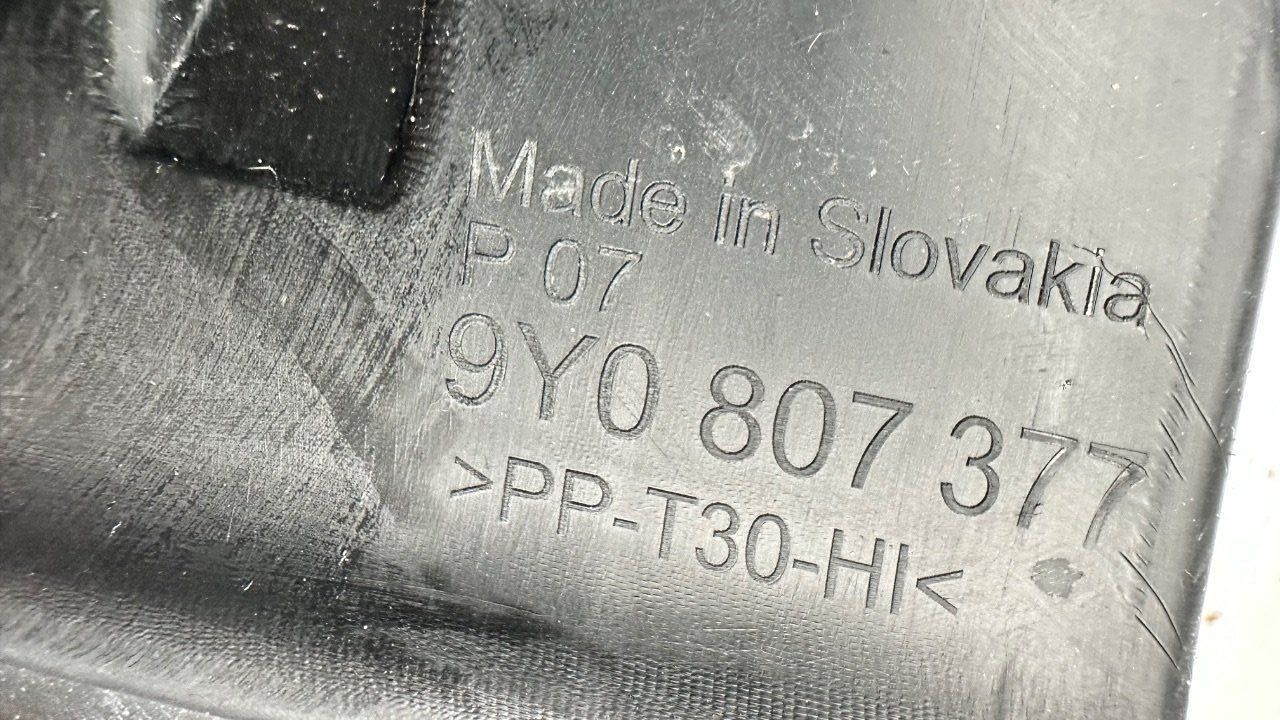 Made in Slovakia
P 07
9Y0 807 377
>PP-T30-HI<